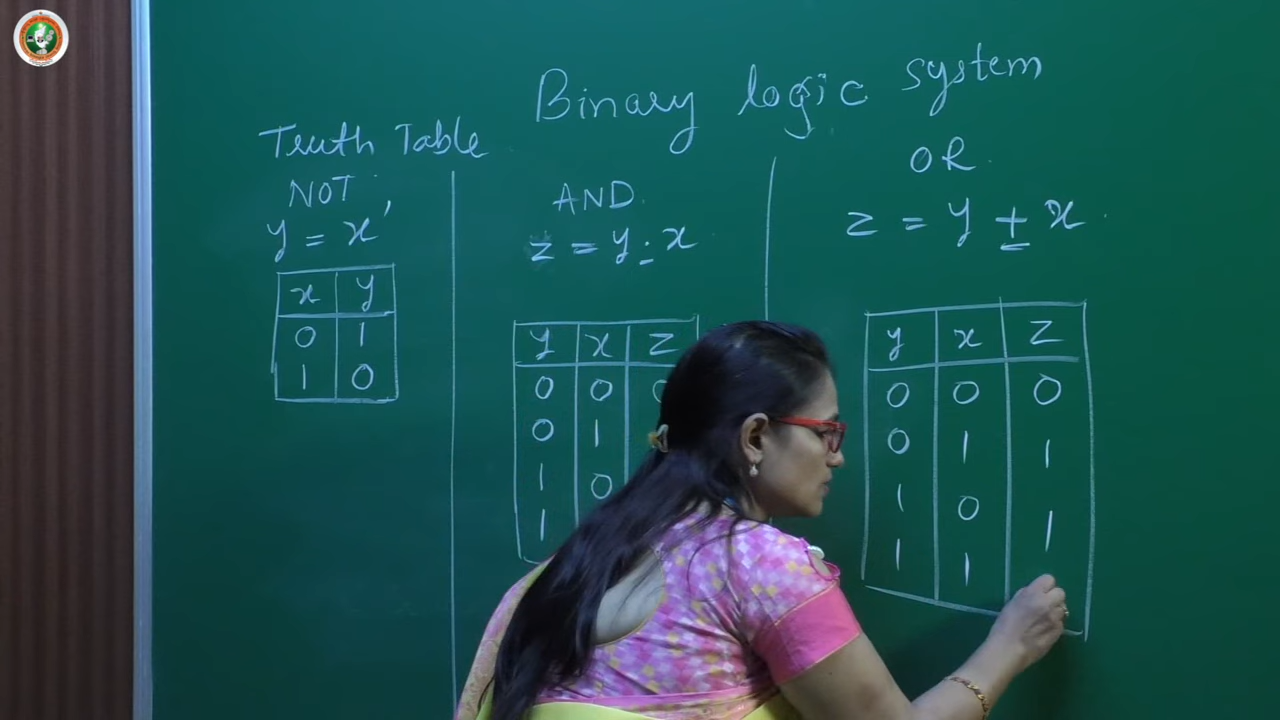 Binary logic system
Truth Table
NOT
y = x'
x y
0 1
1 0
AND
z = y . x
y x z
0 0 0
0 1
1 0
1
OR
z = y + x
y x z
0 0 0
0 1 1
1 0 1
1 1